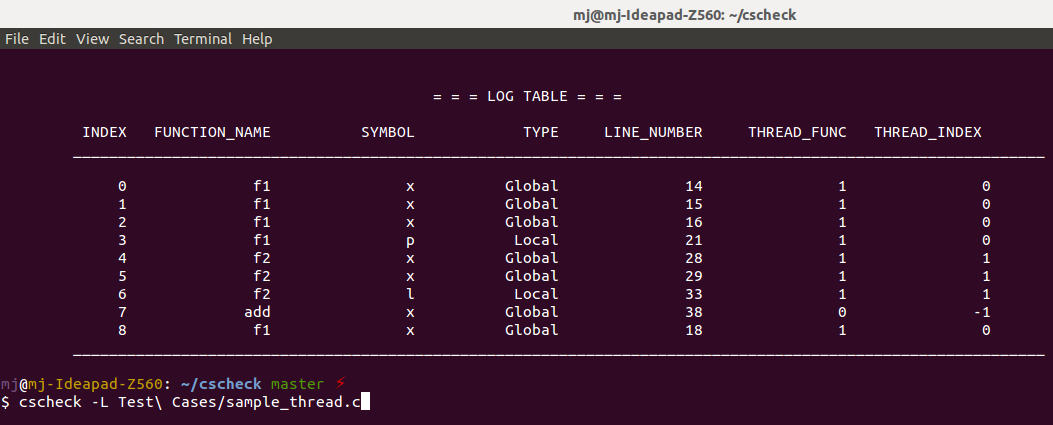 mj@mj-Ideapad-Z560: ~/cscheck
File Edit View Search Terminal Help
= = = LOG TABLE = = =
INDEX FUNCTION_NAME SYMBOL TYPE LINE_NUMBER THREAD_FUNC THREAD_INDEX
0 f1 x Global 14 1 0
1 f1 x Global 15 1 0
2 f1 x Global 16 1 0
3 f1 p Local 21 1 0
4 f2 x Global 28 1 1
5 f2 x Global 29 1 1
6 f2 l Local 33 1 1
7 add x Global 38 0 -1
8 f1 x Global 18 1 0
mj@mj-Ideapad-Z560: ~/cscheck master ⚡
$ cscheck -L Test\ Cases/sample_thread.c